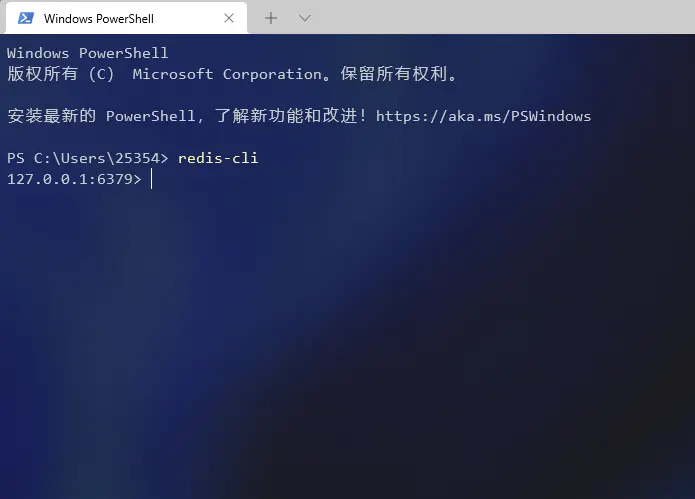 Windows PowerShell
Windows PowerShell
版权所有 (C)  Microsoft Corporation。保留所有权利。
安装最新的 PowerShell，了解新功能和改进！https://aka.ms/PSWindows
PS C:\Users\25354> redis-cli
127.0.0.1:6379>